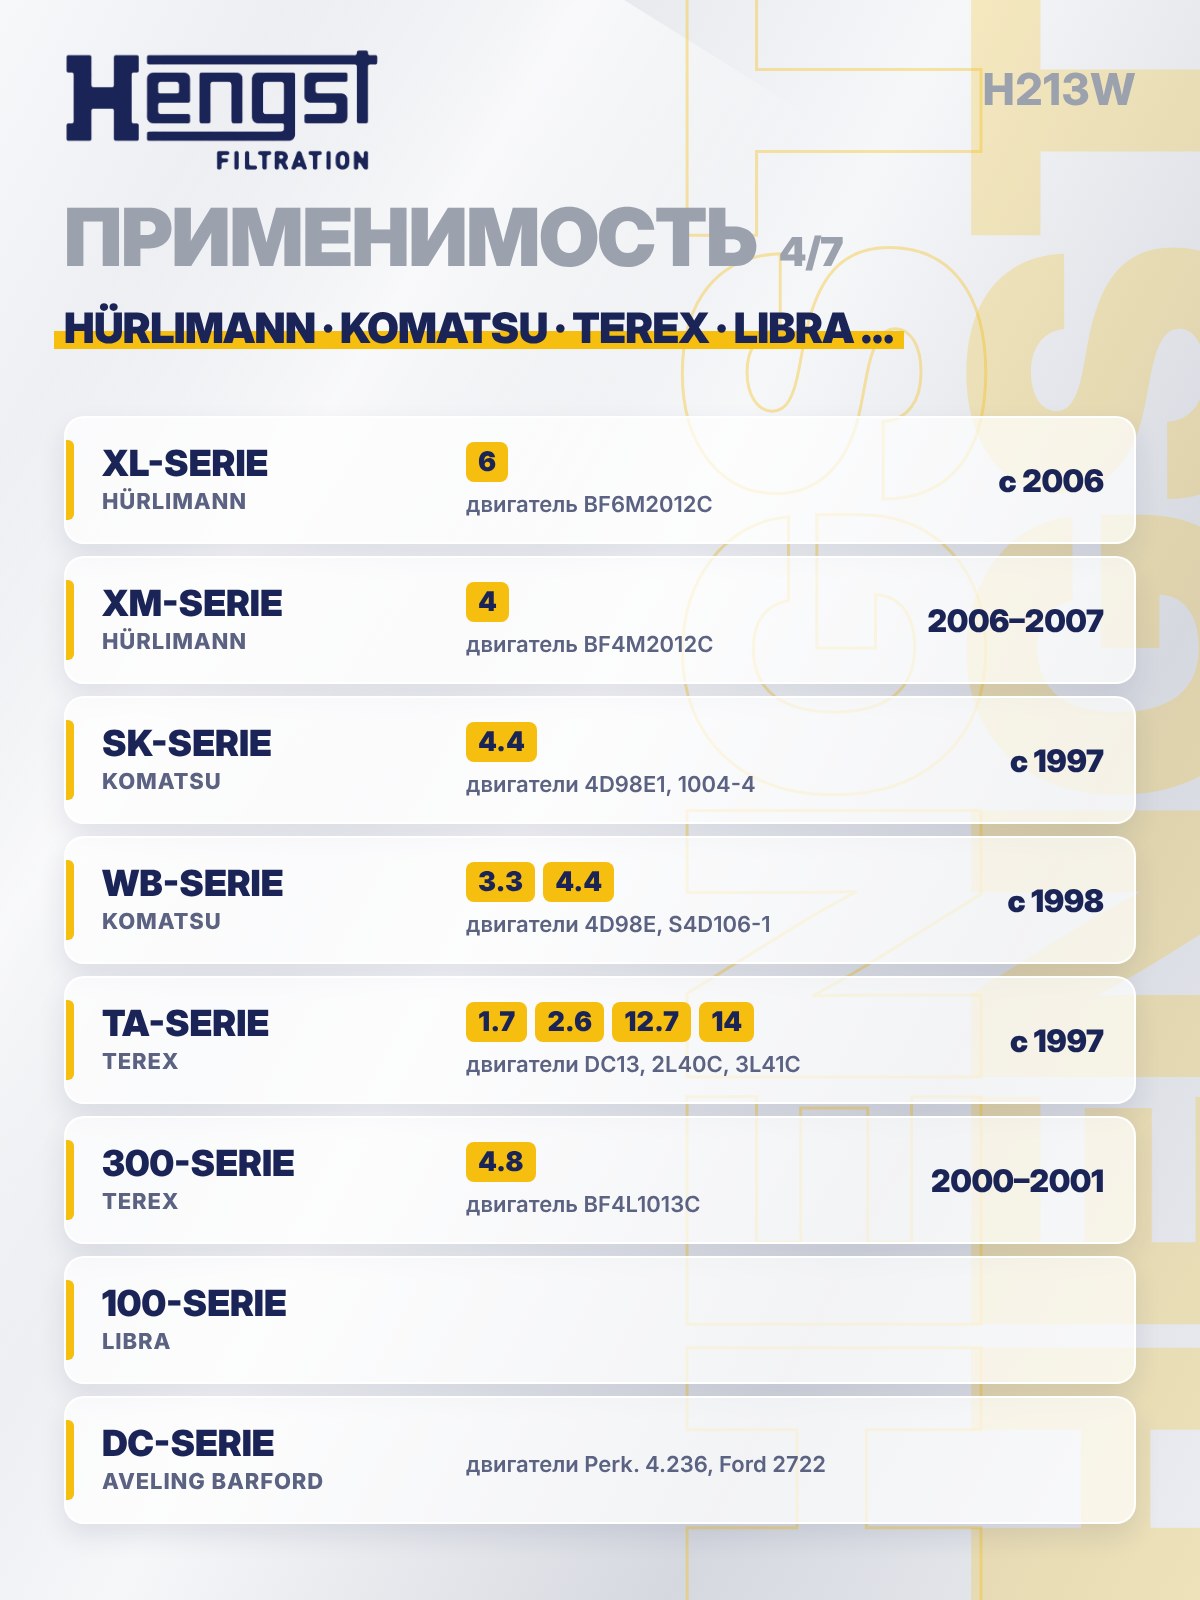 Hengst
FILTRATION
H213W
ПРИМЕНИМОСТЬ 4/7
HÜRLIMANN · KOMATSU · TEREX · LIBRA ...
XL-SERIE
HÜRLIMANN
6
двигатель BF6M2012C
с 2006
XM-SERIE
HÜRLIMANN
4
двигатель BF4M2012C
2006–2007
SK-SERIE
KOMATSU
4.4
двигатели 4D98E1, 1004-4
с 1997
WB-SERIE
KOMATSU
3.3 4.4
двигатели 4D98E, S4D106-1
с 1998
TA-SERIE
TEREX
1.7 2.6 12.7 14
двигатели DC13, 2L40C, 3L41C
с 1997
300-SERIE
TEREX
4.8
двигатель BF4L1013C
2000–2001
100-SERIE
LIBRA
DC-SERIE
AVELING BARFORD
двигатели Perk. 4.236, Ford 2722
HENGST
HENGST